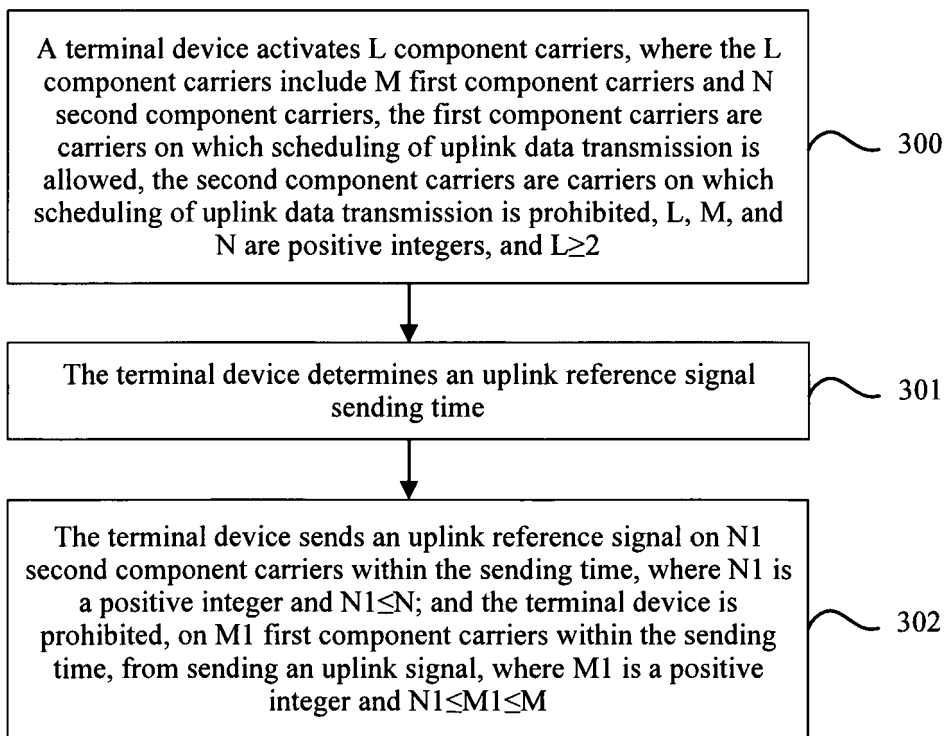 A terminal device activates L component carriers, where the L
component carriers include M first component carriers and N
second component carriers, the first component carriers are
carriers on which scheduling of uplink data transmission is
allowed, the second component carriers are carriers on which
scheduling of uplink data transmission is prohibited, L, M, and
N are positive integers, and L≥2
300
The terminal device determines an uplink reference signal
sending time
301
The terminal device sends an uplink reference signal on N1
second component carriers within the sending time, where N1 is
a positive integer and N1≤N; and the terminal device is
prohibited, on M1 first component carriers within the sending
time, from sending an uplink signal, where M1 is a positive
integer and N1≤M1≤M
302